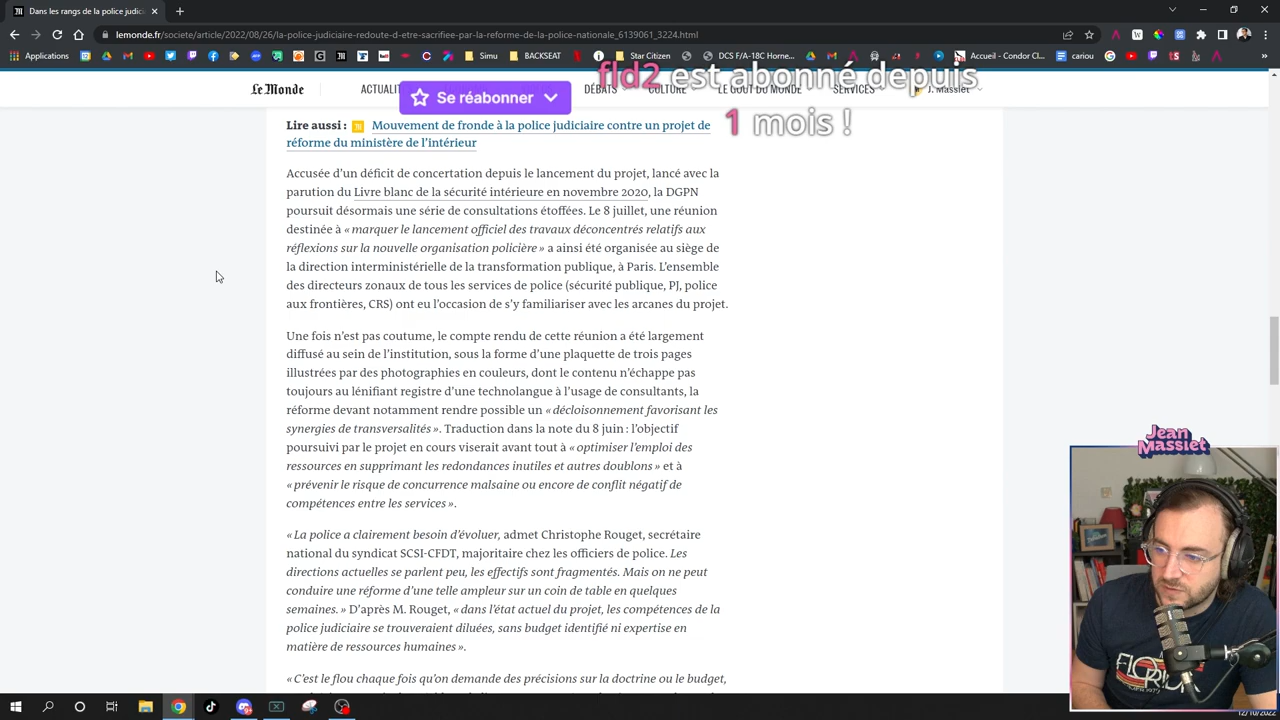 Dans les rangs de la police judici
lemonde.fr/societe/article/2022/08/26/la-police-judiciaire-redoute-d-etre-sacrifiee-par-la-reforme-de-la-police-nationale_6139061_3224.html
Applications
Simu
BACKSEAT
Star Citizen
DCS F/A-18C Horne...
cariou
Accueil - Condor Cl...
fld2 est abonné depuis
1 mois !
Le Monde
ACTUALI
Se réabonner
DÉBATS
CULTURE
LE GOÛT DU MONDE
SERVICES
J. Massiet
Lire aussi : Mouvement de fronde à la police judiciaire contre un projet de
réforme du ministère de l’intérieur
Accusée d’un déficit de concertation depuis le lancement du projet, lancé avec la
parution du Livre blanc de la sécurité intérieure en novembre 2020, la DGPN
poursuit désormais une série de consultations étoffées. Le 8 juillet, une réunion
destinée à « marquer le lancement officiel des travaux déconcentrés relatifs aux
réflexions sur la nouvelle organisation policière » a ainsi été organisée au siège de
la direction interministérielle de la transformation publique, à Paris. L’ensemble
des directeurs zonaux de tous les services de police (sécurité publique, PJ, police
aux frontières, CRS) ont eu l’occasion de s’y familiariser avec les arcanes du projet.
Une fois n’est pas coutume, le compte rendu de cette réunion a été largement
diffusé au sein de l’institution, sous la forme d’une plaquette de trois pages
illustrées par des photographies en couleurs, dont le contenu n’échappe pas
toujours au lénifiant registre d’une technolangue à l’usage de consultants, la
réforme devant notamment rendre possible un « décloisonnement favorisant les
synergies de transversalités ». Traduction dans la note du 8 juin : l’objectif
poursuivi par le projet en cours viserait avant tout à « optimiser l’emploi des
ressources en supprimant les redondances inutiles et autres doublons » et à
« prévenir le risque de concurrence malsaine ou encore de conflit négatif de
compétences entre les services ».
« La police a clairement besoin d’évoluer, admet Christophe Rouget, secrétaire
national du syndicat SCSI-CFDT, majoritaire chez les officiers de police. Les
directions actuelles se parlent peu, les effectifs sont fragmentés. Mais on ne peut
conduire une réforme d’une telle ampleur sur un coin de table en quelques
semaines. » D’après M. Rouget, « dans l’état actuel du projet, les compétences de la
police judiciaire se trouveraient diluées, sans budget identifié ni expertise en
matière de ressources humaines ».
« C’est le flou chaque fois qu’on demande des précisions sur la doctrine ou le budget,
Jean
Massiet
12/10/2022